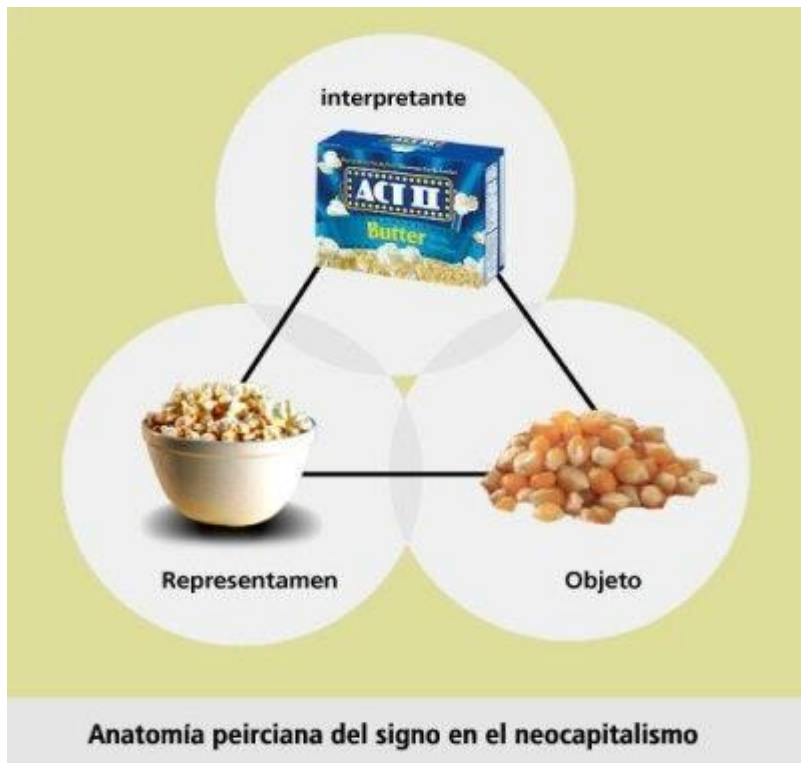 interpretante
ACT II
Butter
Representamen
Objeto
Anatomía peirciana del signo en el neocapitalismo